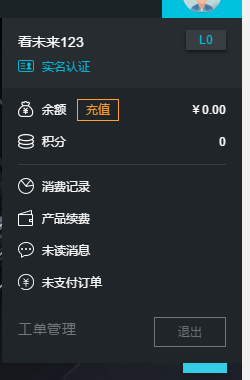 看未来123 L0
实名认证
余额 充值 ￥0.00
积分 0
消费记录
产品续费
未读消息
未支付订单
工单管理 退出